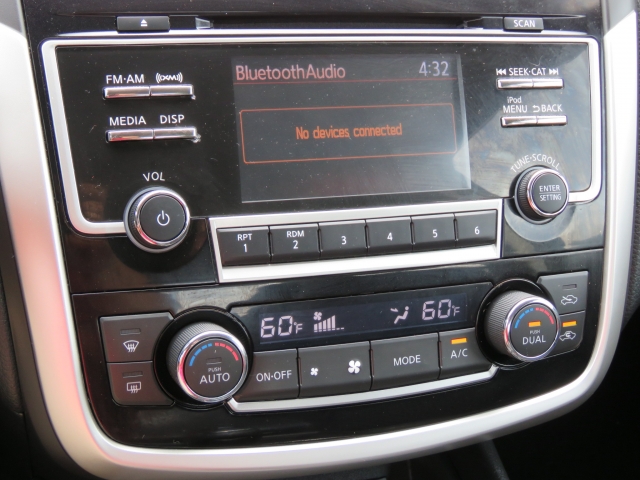 SCAN
FM·AM ((XM))
MEDIA DISP
VOL
BluetoothAudio 4:32
No devices connected
SEEK·CAT
iPod
MENU BACK
TUNE·SCROLL
ENTER
SETTING
RPT
1
RDM
2
3
4
5
6
60°F
60°F
PUSH
AUTO
ON·OFF
MODE
A/C
PUSH
DUAL